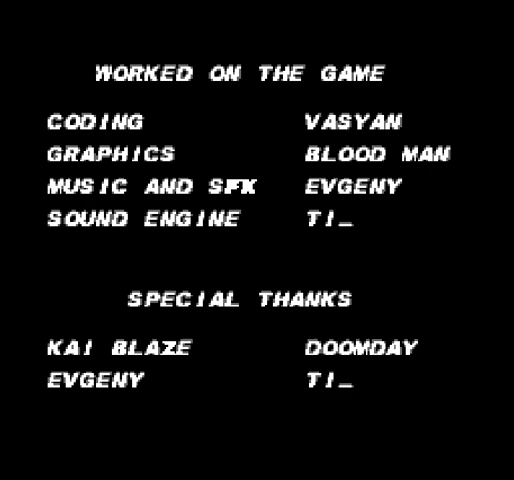 WORKED ON THE GAME
CODING VASYAN
GRAPHICS BLOOD MAN
MUSIC AND SFX EVGENY
SOUND ENGINE TI_
SPECIAL THANKS
KAI BLAZE DOOMDAY
EVGENY TI_